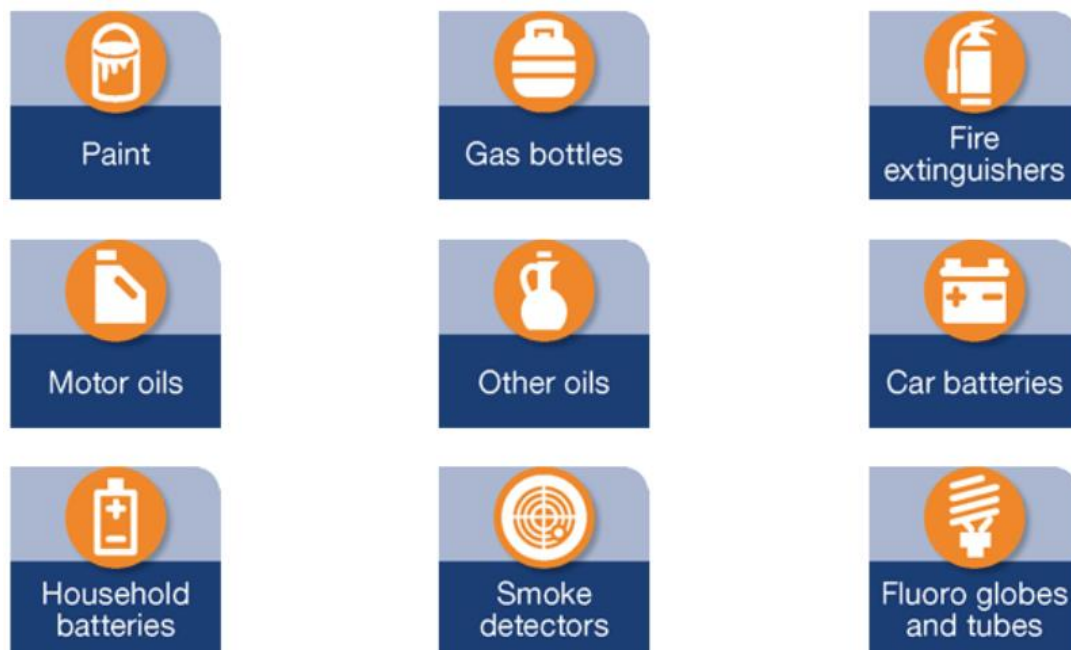 Paint
Gas bottles
Fire
extinguishers
Motor oils
Other oils
Car batteries
Household
batteries
Smoke
detectors
Fluoro globes
and tubes